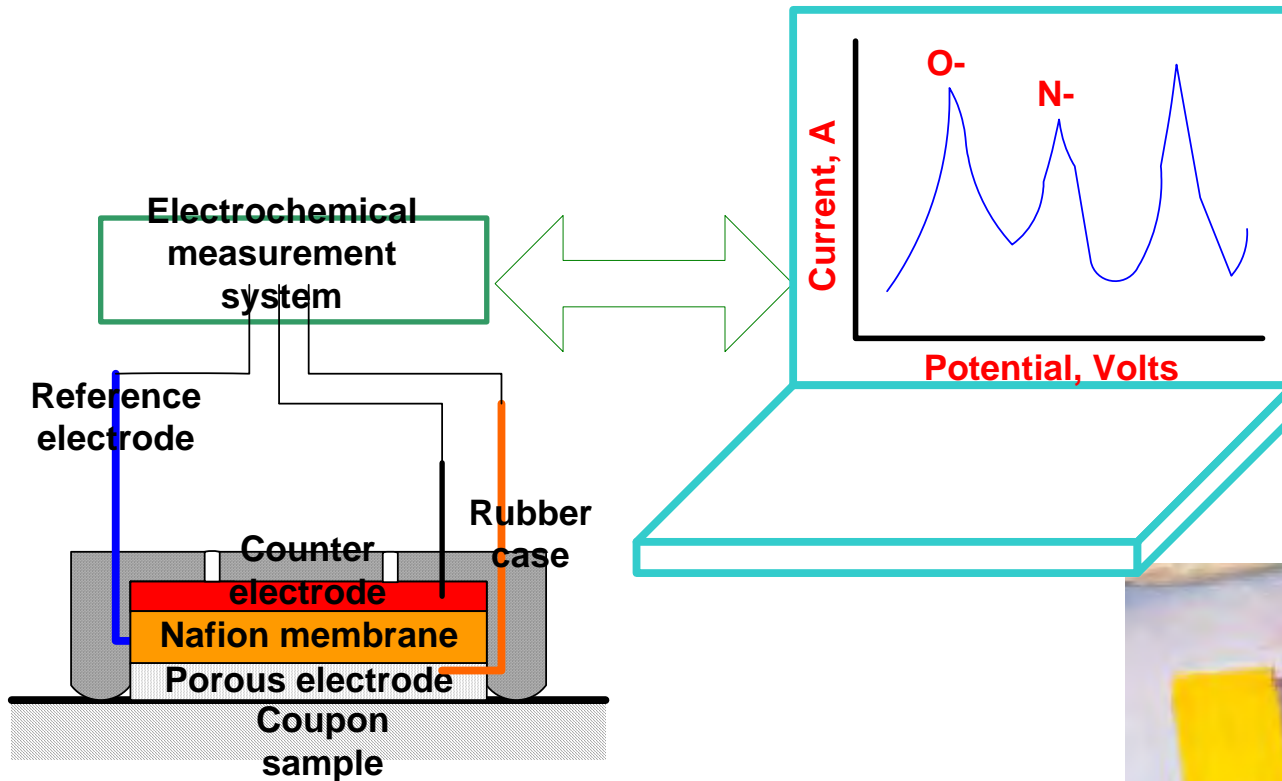 O-
N-
Current, A
Potential, Volts
Electrochemical
measurement
system
Reference
electrode
Rubber
case
Counter
electrode
Nafion membrane
Porous electrode
Coupon
sample